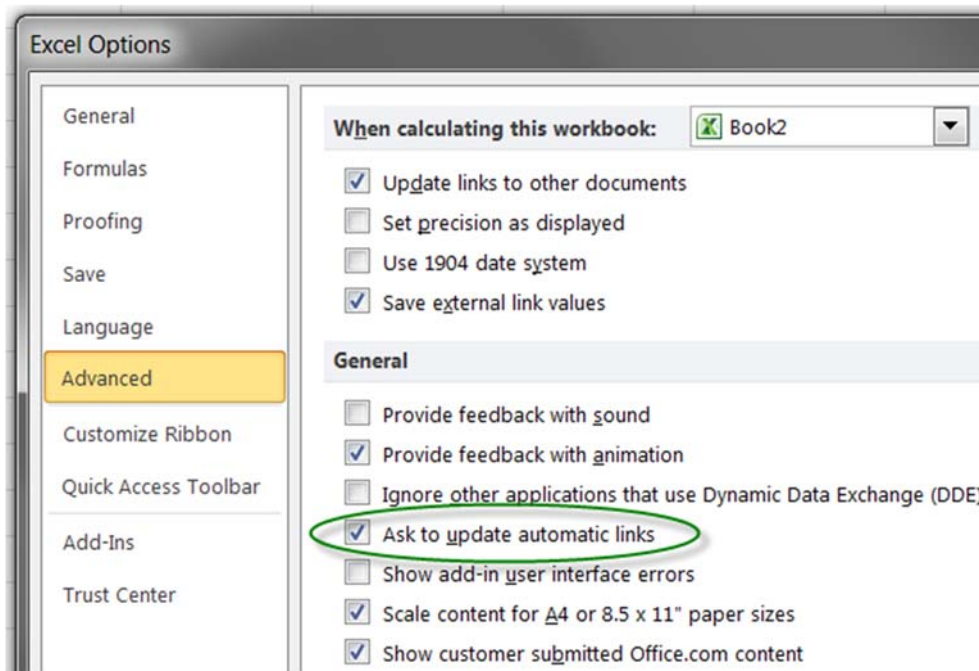 Excel Options
General
Formulas
Proofing
Save
Language
Advanced
Customize Ribbon
Quick Access Toolbar
Add-Ins
Trust Center
When calculating this workbook: Book2
Update links to other documents
Set precision as displayed
Use 1904 date system
Save external link values
General
Provide feedback with sound
Provide feedback with animation
Ignore other applications that use Dynamic Data Exchange (DDE)
Ask to update automatic links
Show add-in user interface errors
Scale content for A4 or 8.5 x 11" paper sizes
Show customer submitted Office.com content